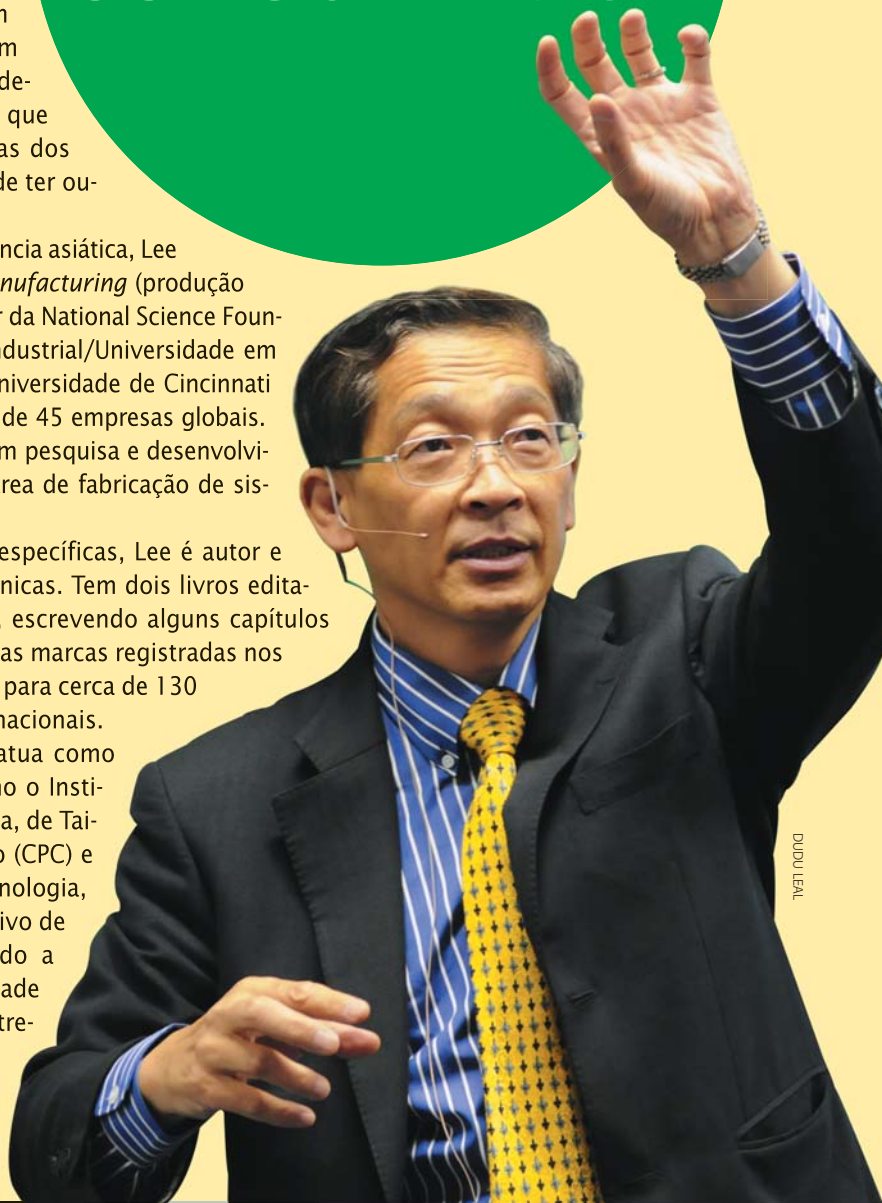 m
de-
que
as dos
de ter ou-
ncia asiática, Lee
nufacturing (produção
r da National Science Foun-
ndustrial/Universidade em
niversidade de Cincinnati
de 45 empresas globais.
m pesquisa e desenvolvi-
rea de fabricação de sis-
específicas, Lee é autor e
nicas. Tem dois livros edita-
, escrevendo alguns capítulos
as marcas registradas nos
para cerca de 130
nacionais.
atua como
no o Insti-
a, de Tai-
o (CPC) e
nologia,
ivo de
do a
ade
tre-
DUDU LEAL